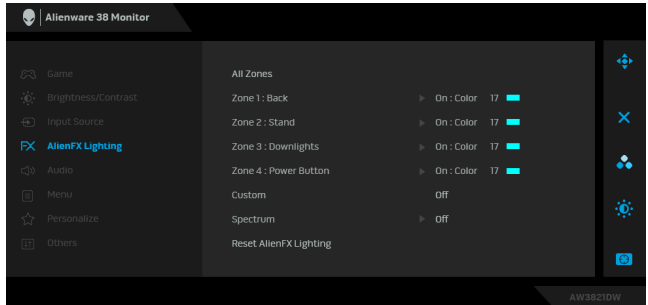 Alienware 38 Monitor
Game
Brightness/Contrast
Input Source
AlienFX Lighting
Audio
Menu
Personalize
Others
All Zones
Zone 1 : Back On : Color 17
Zone 2 : Stand On : Color 17
Zone 3 : Downlights On : Color 17
Zone 4 : Power Button On : Color 17
Custom Off
Spectrum Off
Reset AlienFX Lighting
AW3821DW